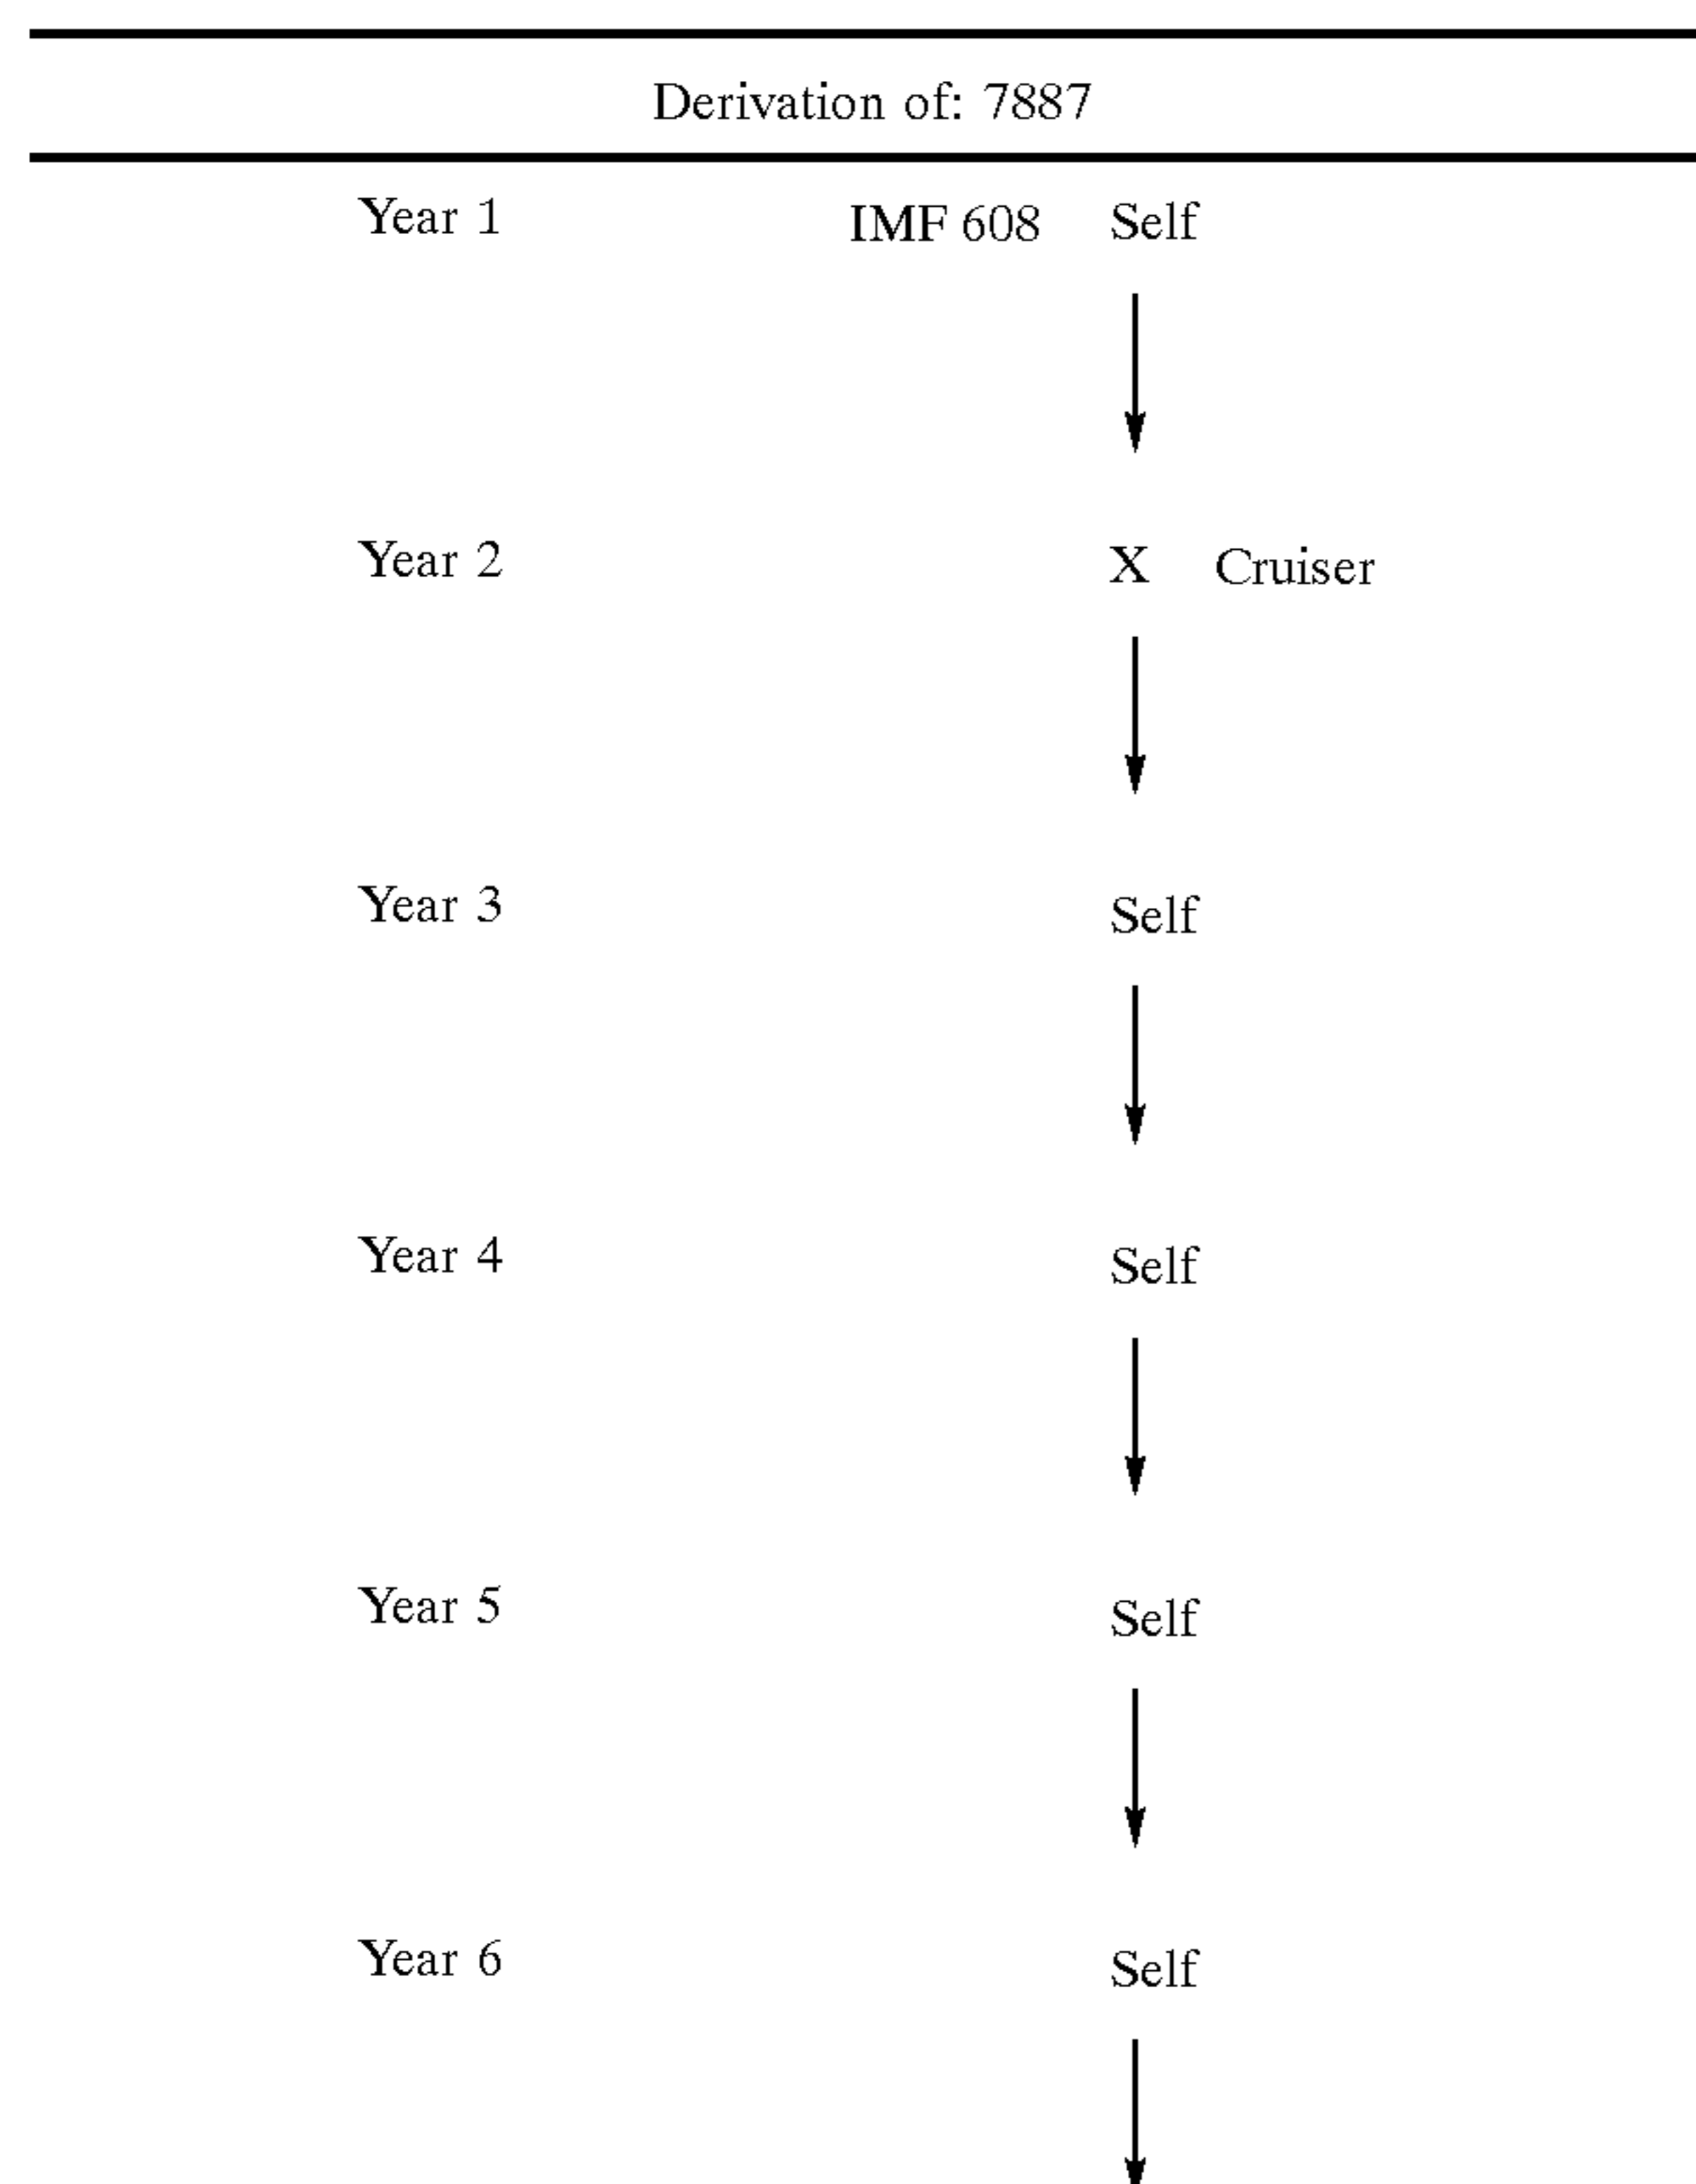 Derivation of: 7887
Year 1 IMF 608 Self
Year 2 X Cruiser
Year 3 Self
Year 4 Self
Year 5 Self
Year 6 Self